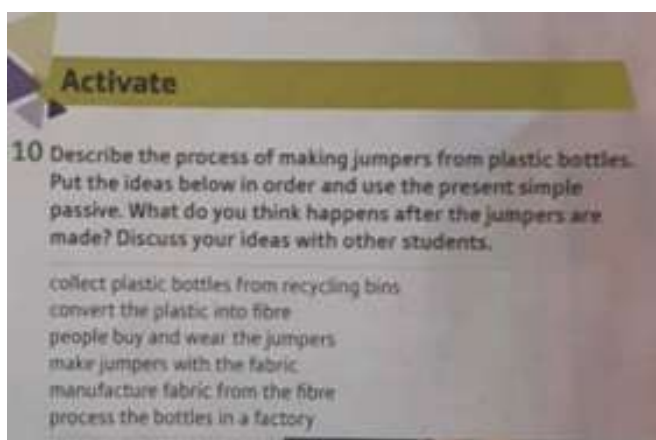 Activate
10 Describe the process of making jumpers from plastic bottles.
Put the ideas below in order and use the present simple
passive. What do you think happens after the jumpers are
made? Discuss your ideas with other students.
collect plastic bottles from recycling bins
convert the plastic into fibre
people buy and wear the jumpers
make jumpers with the fabric
manufacture fabric from the fibre
process the bottles in a factory